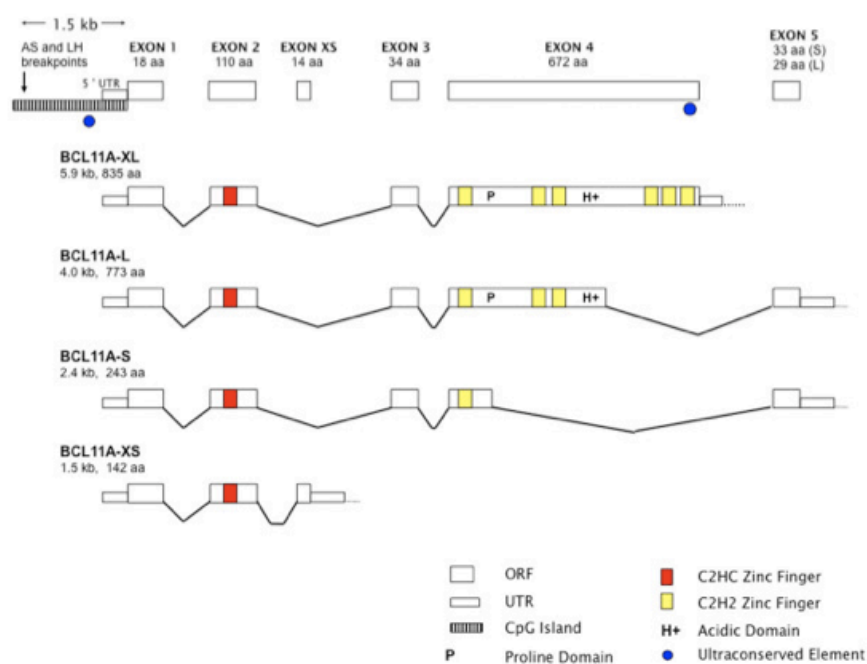 ← 1.5 kb →
AS and LH
breakpoints
5 ' UTR
EXON 1
18 aa
EXON 2
110 aa
EXON XS
14 aa
EXON 3
34 aa
EXON 4
672 aa
EXON 5
33 aa (S)
29 aa (L)
BCL11A-XL
5.9 kb, 835 aa
P H+
BCL11A-L
4.0 kb, 773 aa
P H+
BCL11A-S
2.4 kb, 243 aa
BCL11A-XS
1.5 kb, 142 aa
ORF
UTR
CpG Island
P Proline Domain
C2HC Zinc Finger
C2H2 Zinc Finger
H+ Acidic Domain
Ultraconserved Element